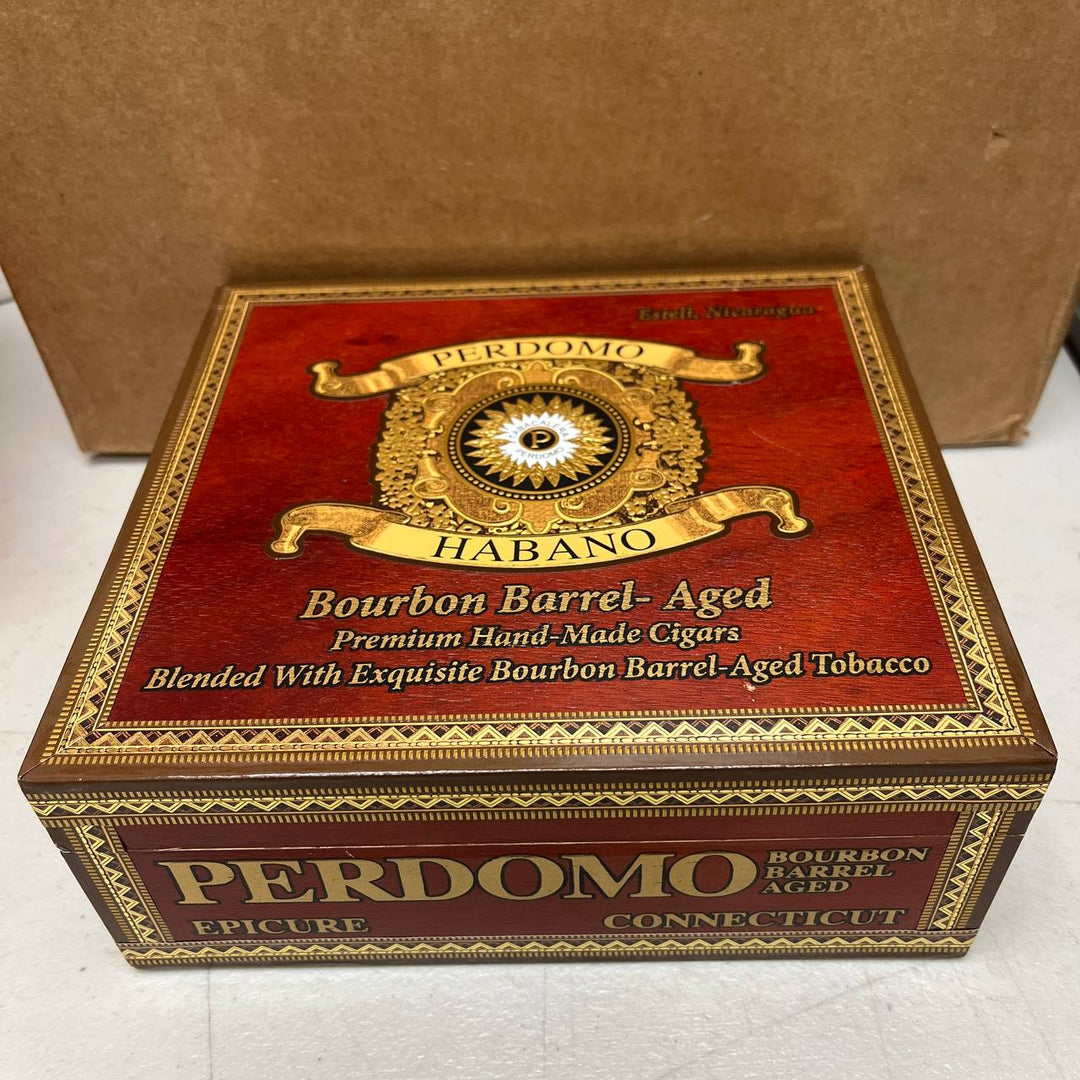 Esteli, Nicaragua
PERDOMO
TABACALERA
P
PERDOMO
HABANO
Bourbon Barrel- Aged
Premium Hand-Made Cigars
Blended With Exquisite Bourbon Barrel-Aged Tobacco
PERDOMO
BOURBON
BARREL
AGED
EPICURE
CONNECTICUT